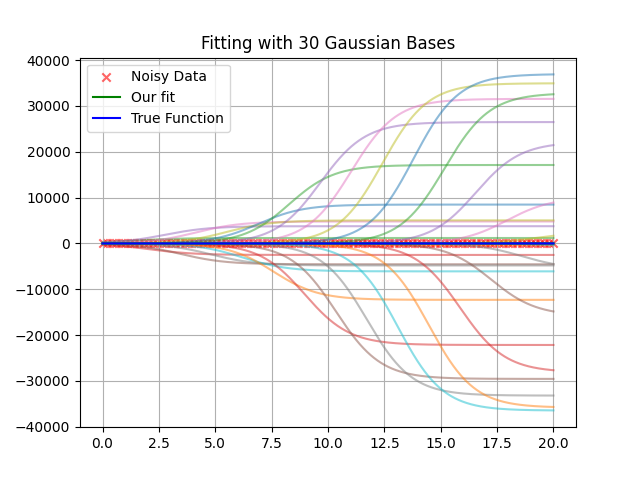 Fitting with 30 Gaussian Bases
40000
30000
20000
10000
0
−10000
−20000
−30000
−40000
Noisy Data
Our fit
True Function
0.0 2.5 5.0 7.5 10.0 12.5 15.0 17.5 20.0